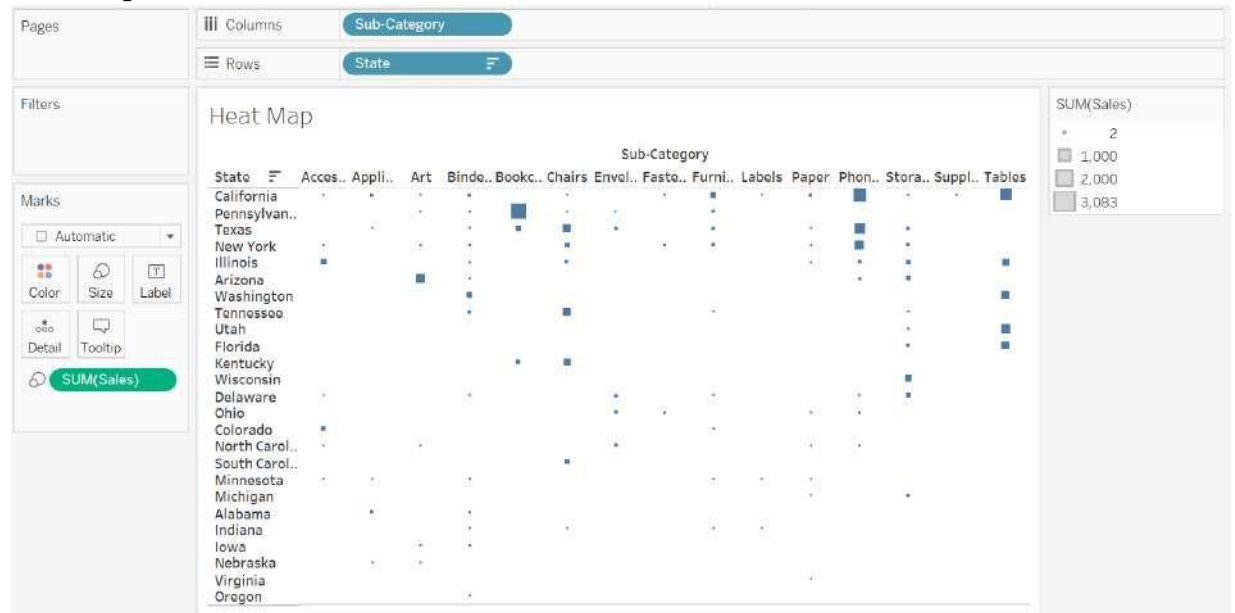 Pages
Columns
Sub-Category
Rows
State
Filters
Marks
Automatic
Color
Size
Label
Detail
Tooltip
SUM(Sales)
Heat Map
Sub-Category
State Acces.. Appli.. Art Binde.. Bookc.. Chairs Envel.. Faste.. Furni.. Labels Paper Phon.. Stora.. Suppl.. Tables
California
Pennsylvan..
Texas
New York
Illinois
Arizona
Washington
Tennessee
Utah
Florida
Kentucky
Wisconsin
Delaware
Ohio
Colorado
North Carol..
South Carol..
Minnesota
Michigan
Alabama
Indiana
Iowa
Nebraska
Virginia
Oregon
SUM(Sales)
2
1,000
2,000
3,083